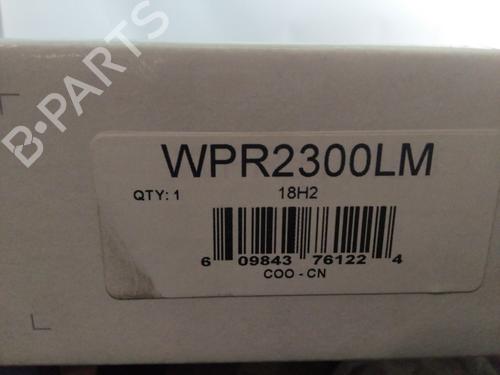 B-PARTS
WPR2300LM
QTY: 1
18H2
6 09843 76122 4
COO - CN